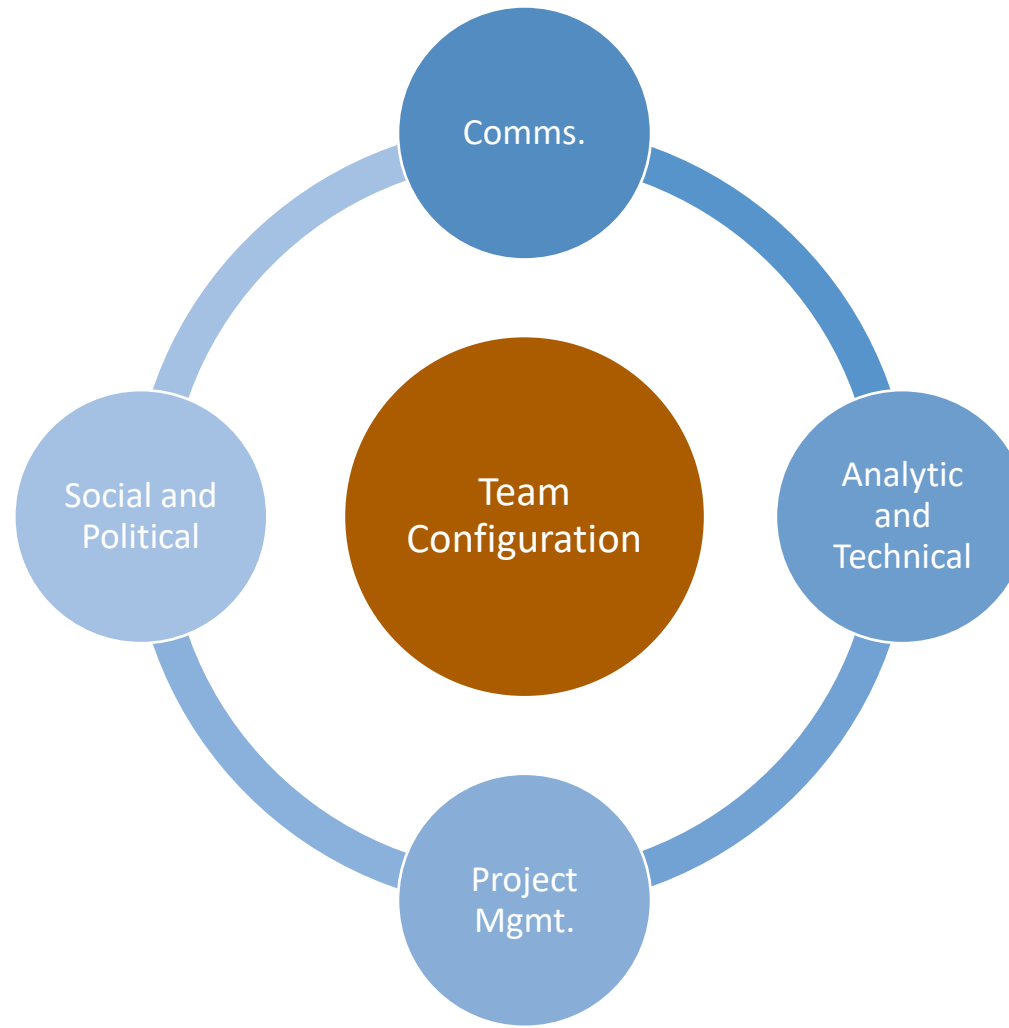 Comms.
Analytic
and
Technical
Project
Mgmt.
Social and
Political
Team
Configuration